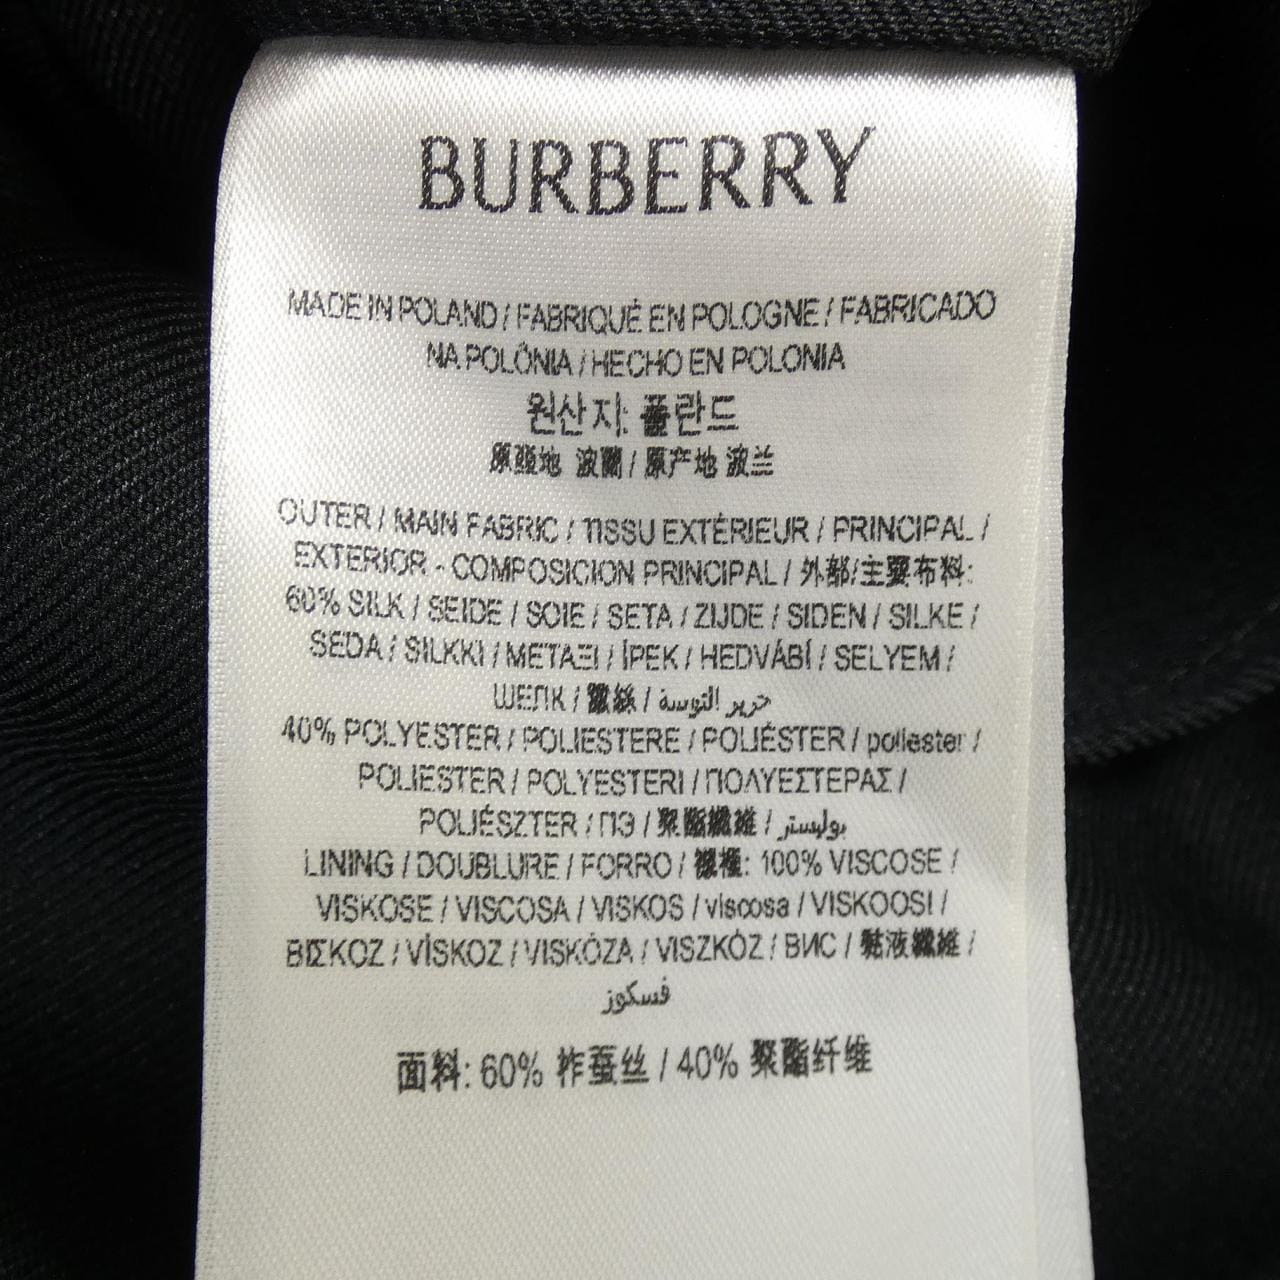 BURBERRY
MADE IN POLAND / FABRIQUÉ EN POLOGNE / FABRICADO
NA POLÔNIA / HECHO EN POLONIA
원산지: 폴란드
原產地 波蘭 / 原产地 波兰
OUTER / MAIN FABRIC / TISSU EXTÉRIEUR / PRINCIPAL /
EXTERIOR - COMPOSICION PRINCIPAL / 外部/主要布料:
60% SILK / SEIDE / SOIE / SETA / ZIJDE / SIDEN / SILKE /
SEDA / SILKKI / ΜΕΤΑΞΙ / İPEK / HEDVÁBÍ / SELYEM /
ШЕЛК / 蠶絲 / حرير التوسة /
40% POLYESTER / POLIESTERE / POLIÉSTER / poliester /
POLIESTER / POLYESTERI / ΠΟΛΥΕΣΤΕΡΑΣ /
POLIÉSZTER / ПЭ / 聚酯纖維 / بوليستر
LINING / DOUBLURE / FORRO / 裡: 100% VISCOSE /
VISKOSE / VISCOSA / VISKOS / viscosa / VISKOOSI /
ΒΙΣΚΟΖ / VİSKOZ / VISKÓZA / VISZKÓZ / ВИС / 黏液纖維 /
فسكوز
面料: 60% 柞蚕丝 / 40% 聚酯纤维